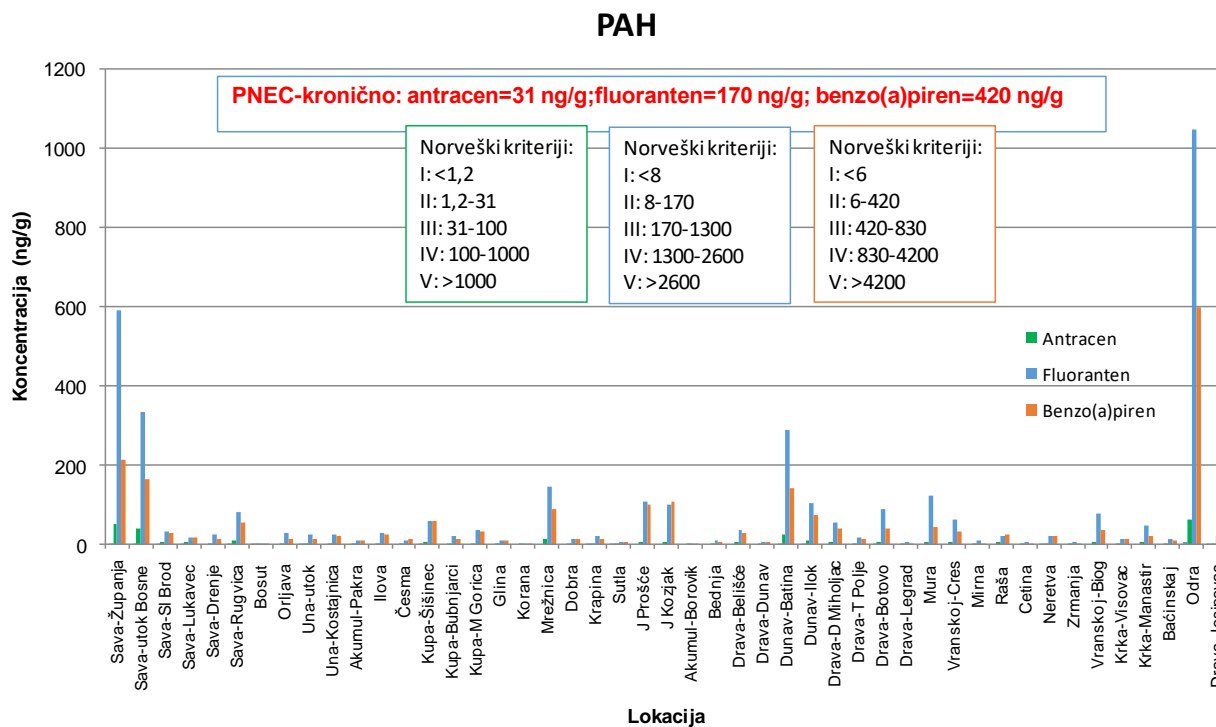 PAH
1200
1000
800
600
400
200
0
Koncentracija (ng/g)
PNEC-kronično: antracen=31 ng/g;fluoranten=170 ng/g; benzo(a)piren=420 ng/g
Norveški kriteriji:
I: <1,2
II: 1,2-31
III: 31-100
IV: 100-1000
V: >1000
Norveški kriteriji:
I: <8
II: 8-170
III: 170-1300
IV: 1300-2600
V: >2600
Norveški kriteriji:
I: <6
II: 6-420
III: 420-830
IV: 830-4200
V: >4200
Antracen
Fluoranten
Benzo(a)piren
Sava-Županja
Sava-utok Bosne
Sava-Sl Brod
Sava-Lukavec
Sava-Drenje
Sava-Rugvica
Bosut
Orljava
Una-utok
Una-Kostajnica
Akumul-Pakra
Ilova
Česma
Kupa-Šišinec
Kupa-Bubnjarci
Kupa-M Gorica
Glina
Korana
Mrežnica
Dobra
Krapina
Sutla
J Prošće
J Kozjak
Akumul-Borovik
Bednja
Drava-Belišće
Drava-Dunav
Dunav-Batina
Dunav-Ilok
Drava-D Miholjac
Drava-T Polje
Drava-Botovo
Drava-Legrad
Mura
Vransko j-Cres
Mirna
Raša
Cetina
Neretva
Zrmanja
Vransko j-Biog
Krka-Visovac
Krka-Manastir
Baćinska j
Odra
Lokacija